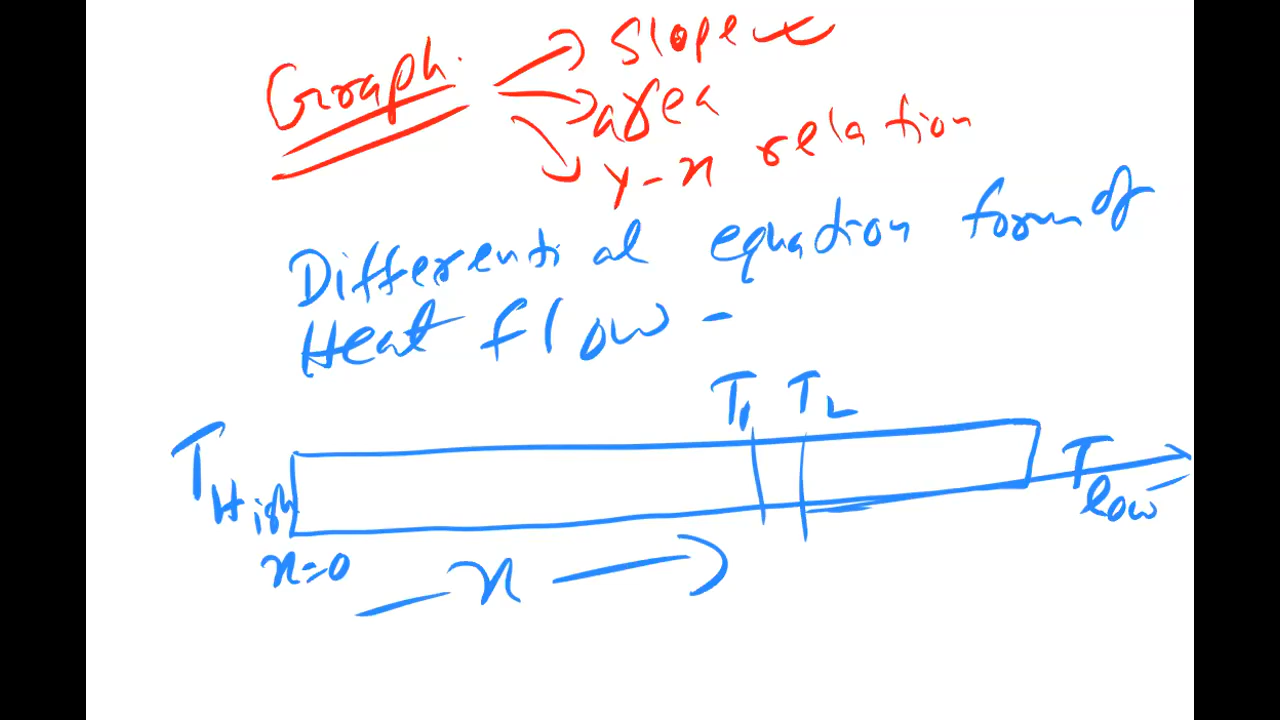 Graph. → slope
→ area
→ y-x relation
Differential equation form of
Heat flow -
T1 T2
THigh Tlow
x=0
x